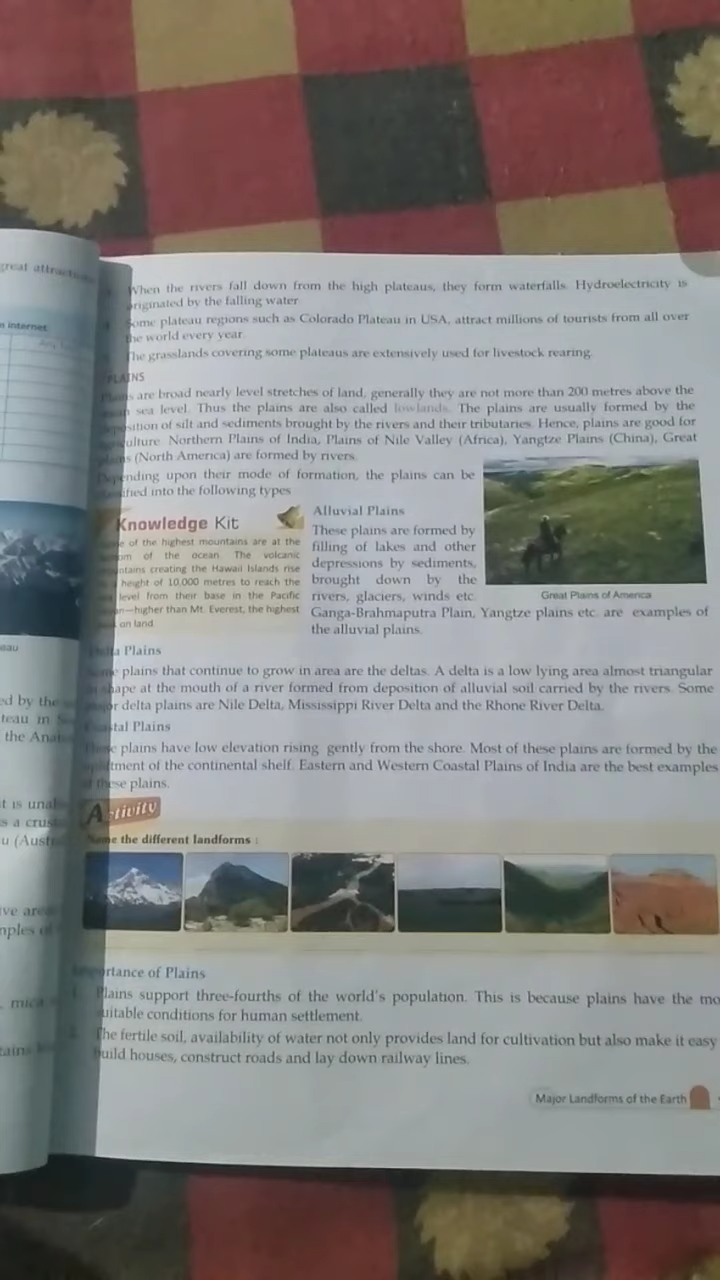 great attractions
n internet.
When the rivers fall down from the high plateaus, they form waterfalls. Hydroelectricity is
originated by the falling water
Some plateau regions such as Colorado Plateau in USA, attract millions of tourists from all over
the world every year.
The grasslands covering some plateaus are extensively used for livestock rearing.
PLAINS
Plains are broad nearly level stretches of land, generally they are not more than 200 metres above the
mean sea level. Thus the plains are also called lowlands. The plains are usually formed by the
deposition of silt and sediments brought by the rivers and their tributaries. Hence, plains are good for
agriculture. Northern Plains of India, Plains of Nile Valley (Africa), Yangtze Plains (China), Great
Plains (North America) are formed by rivers.
Depending upon their mode of formation, the plains can be
classified into the following types
Knowledge Kit
of the highest mountains are at the
of the ocean. The volcanic
mountains creating the Hawaii Islands rise
height of 10,000 metres to reach the
level from their base in the Pacific
—higher than Mt. Everest, the highest
on land
Alluvial Plains
These plains are formed by
filling of lakes and other
depressions by sediments,
brought down by the
rivers, glaciers, winds etc.
Ganga-Brahmaputra Plain, Yangtze plains etc. are examples of
the alluvial plains.
Great Plains of America
Delta Plains
Some plains that continue to grow in area are the deltas. A delta is a low lying area almost triangular
in shape at the mouth of a river formed from deposition of alluvial soil carried by the rivers. Some
major delta plains are Nile Delta, Mississippi River Delta and the Rhone River Delta.
Coastal Plains
These plains have low elevation rising gently from the shore. Most of these plains are formed by the
upliftment of the continental shelf. Eastern and Western Coastal Plains of India are the best examples
of these plains.
Activity
Name the different landforms :
Importance of Plains
1. Plains support three-fourths of the world's population. This is because plains have the mo
suitable conditions for human settlement.
2. The fertile soil, availability of water not only provides land for cultivation but also make it easy
build houses, construct roads and lay down railway lines.
Major Landforms of the Earth
eau
ed by the
teau in
the
t is
s a
u
ve
mples of
mica
tains